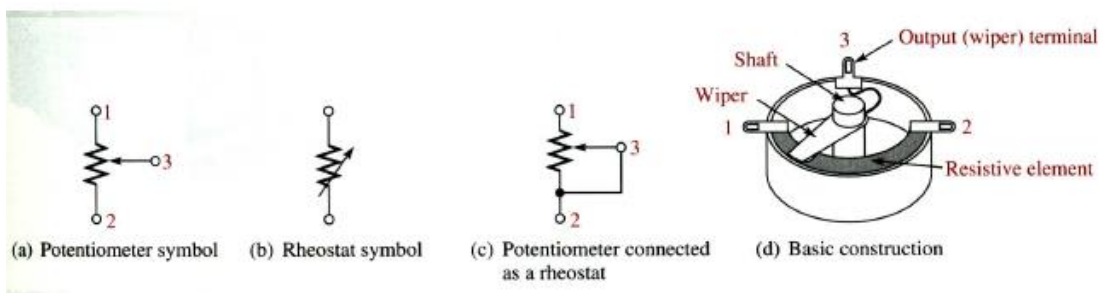 1
3
2
(a) Potentiometer symbol
(b) Rheostat symbol
1
3
2
(c) Potentiometer connected
as a rheostat
3
Output (wiper) terminal
Shaft
Wiper
1
2
Resistive element
(d) Basic construction